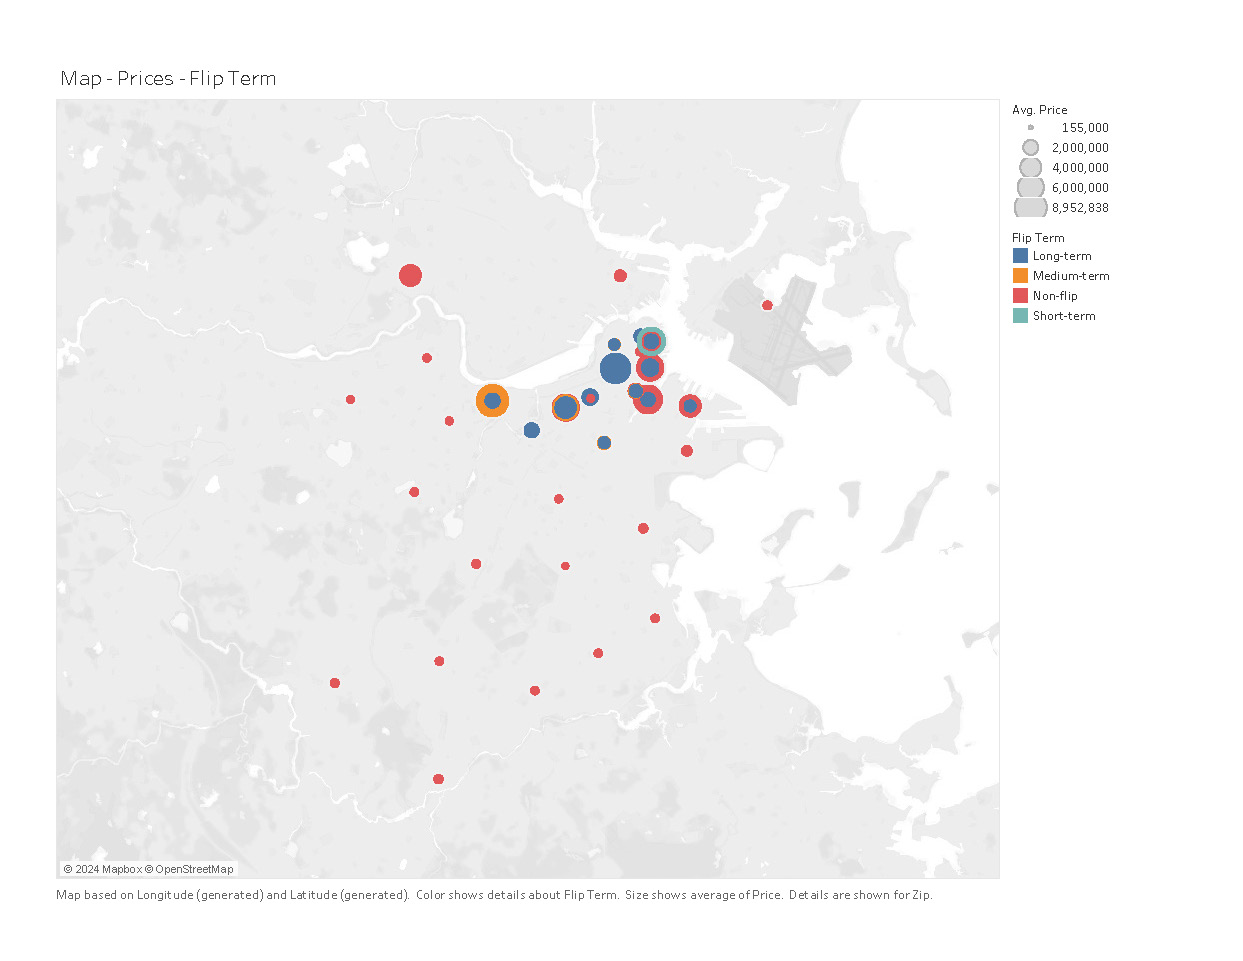 Map - Prices - Flip Term
Avg. Price
155,000
2,000,000
4,000,000
6,000,000
8,952,838
Flip Term
Long-term
Medium-term
Non-flip
Short-term
© 2024 Mapbox © OpenStreetMap
Map based on Longitude (generated) and Latitude (generated). Color shows details about Flip Term. Size shows average of Price. Details are shown for Zip.